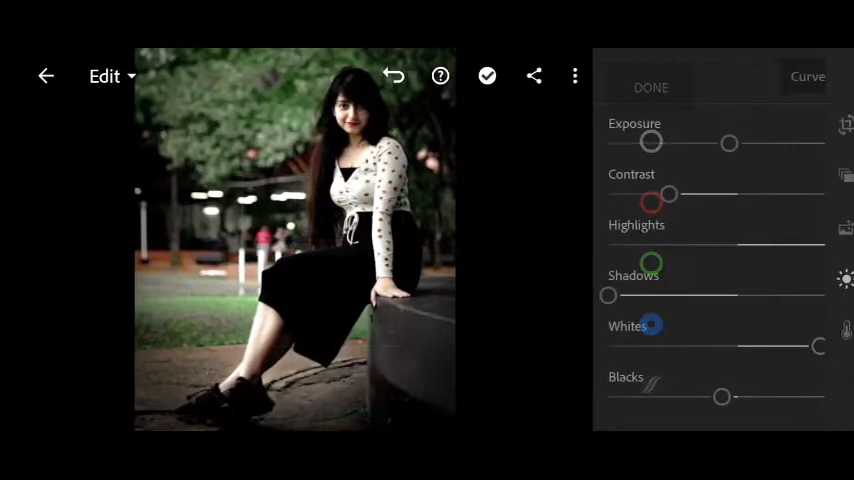 Edit
DONE
Curve
Exposure
Contrast
Highlights
Shadows
Whites
Blacks